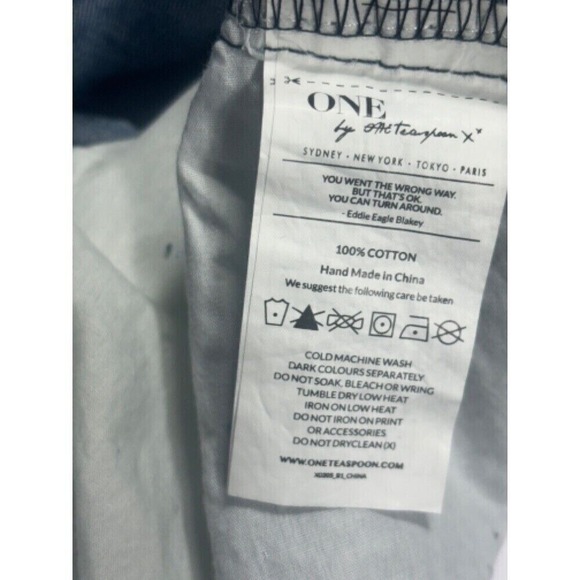 ONE
by One Teaspoon X x
SYDNEY · NEW YORK · TOKYO · PARIS
YOU WENT THE WRONG WAY.
BUT THAT'S OK.
YOU CAN TURN AROUND.
- Eddie Eagle Blakey
100% COTTON
Hand Made in China
We suggest the following care be taken
COLD MACHINE WASH
DARK COLOURS SEPARATELY
DO NOT SOAK, BLEACH OR WRING
TUMBLE DRY LOW HEAT
IRON ON LOW HEAT
DO NOT IRON ON PRINT
OR ACCESSORIES
DO NOT DRYCLEAN (X)
WWW.ONETEASPOON.COM